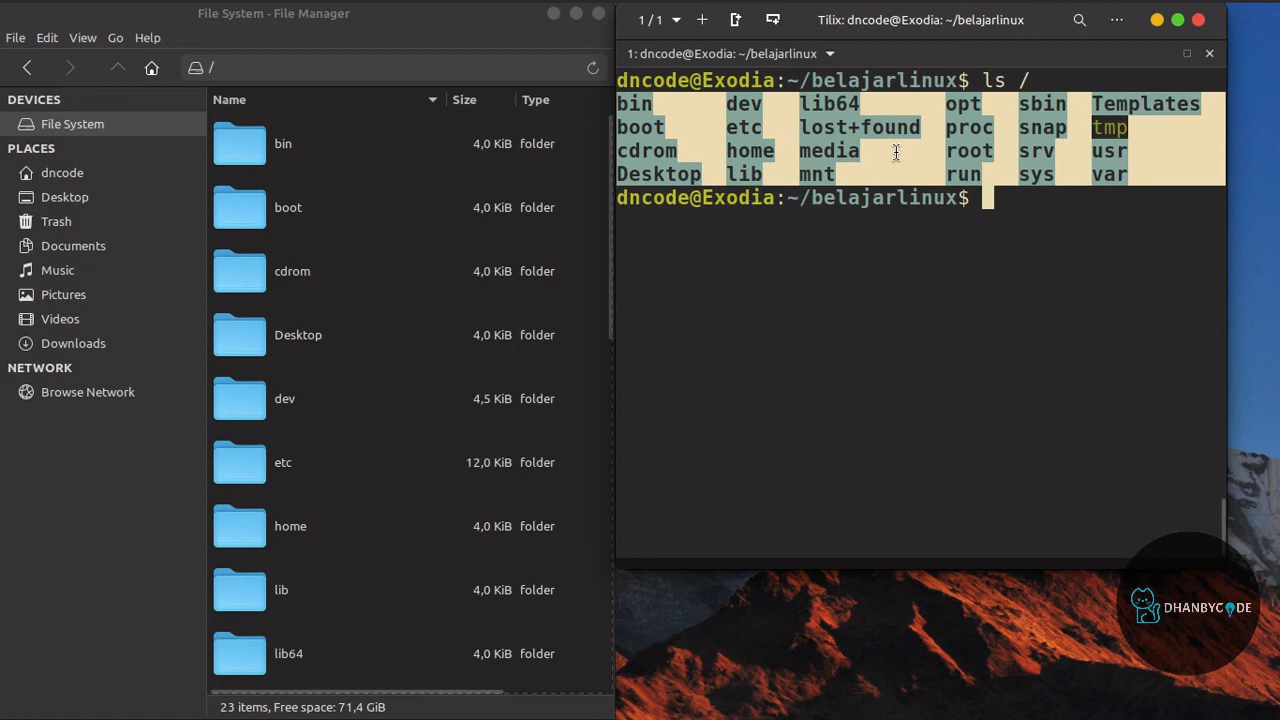 File System - File Manager
File Edit View Go Help
/
DEVICES
File System
PLACES
dncode
Desktop
Trash
Documents
Music
Pictures
Videos
Downloads
NETWORK
Browse Network
Name Size Type
bin 4,0 KiB folder
boot 4,0 KiB folder
cdrom 4,0 KiB folder
Desktop 4,0 KiB folder
dev 4,5 KiB folder
etc 12,0 KiB folder
home 4,0 KiB folder
lib 4,0 KiB folder
lib64 4,0 KiB folder
23 items, Free space: 71,4 GiB
1 / 1 Tilix: dncode@Exodia: ~/belajarlinux
1: dncode@Exodia: ~/belajarlinux
dncode@Exodia:~/belajarlinux$ ls /
bin dev lib64 opt sbin Templates
boot etc lost+found proc snap tmp
cdrom home media root srv usr
Desktop lib mnt run sys var
dncode@Exodia:~/belajarlinux$
DHANBYCODE